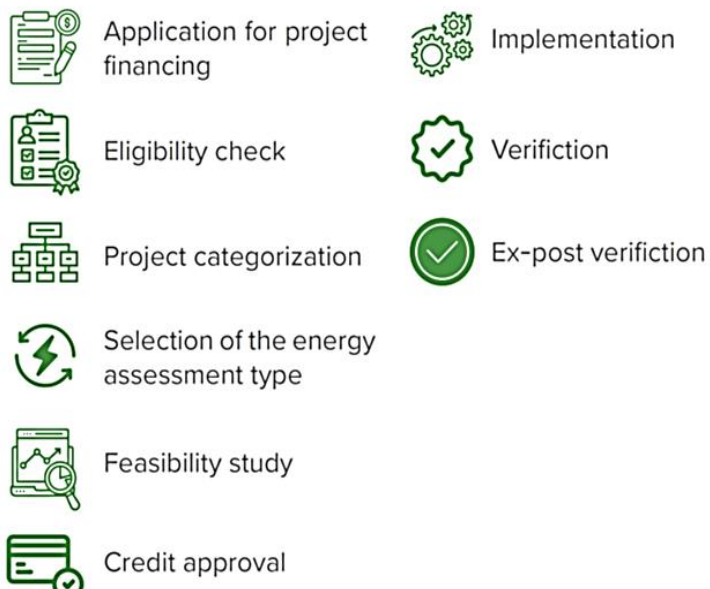 Application for project
financing
Eligibility check
Project categorization
Selection of the energy
assessment type
Feasibility study
Credit approval
Implementation
Verifiction
Ex-post verifiction